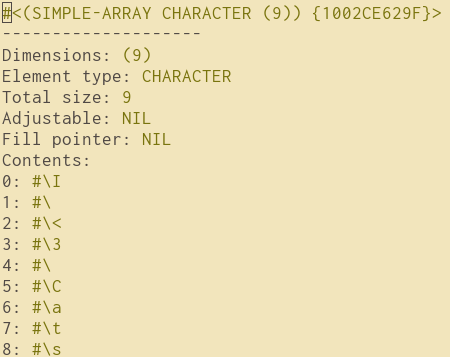 #<(SIMPLE-ARRAY CHARACTER (9)) {1002CE629F}>
--------------------
Dimensions: (9)
Element type: CHARACTER
Total size: 9
Adjustable: NIL
Fill pointer: NIL
Contents:
0: #\I
1: #\
2: #\<
3: #\3
4: #\
5: #\C
6: #\a
7: #\t
8: #\s